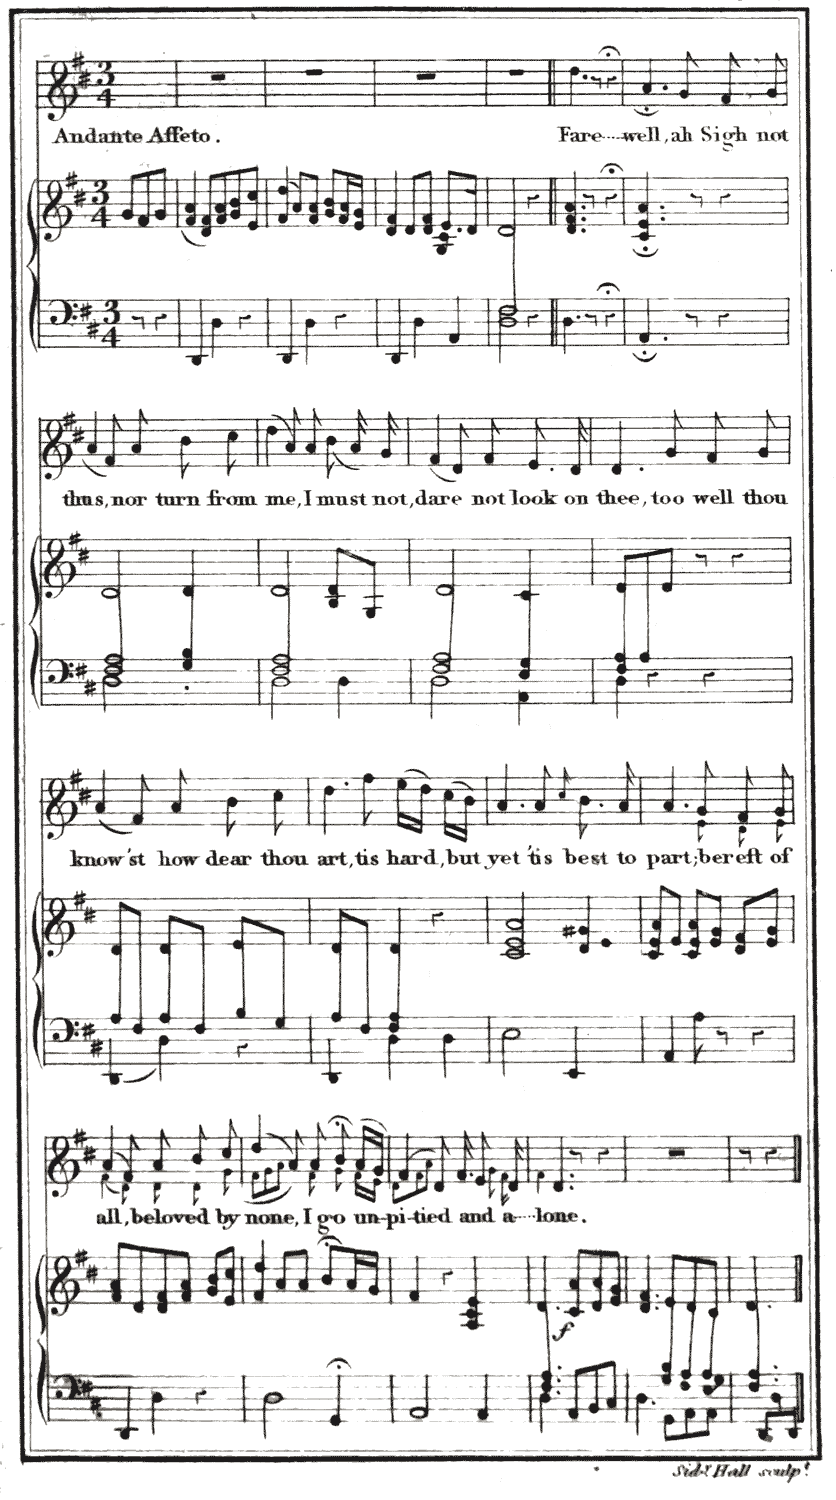 Andante Affeto. Fare----well, ah Sigh not
thus, nor turn from me, I must not, dare not look on thee, too well thou
know'st how dear thou art, tis hard, but yet 'tis best to part; bereft of
all, beloved by none, I go un-pi-tied and a----lone.
f
Sidy. Hall sculpt.